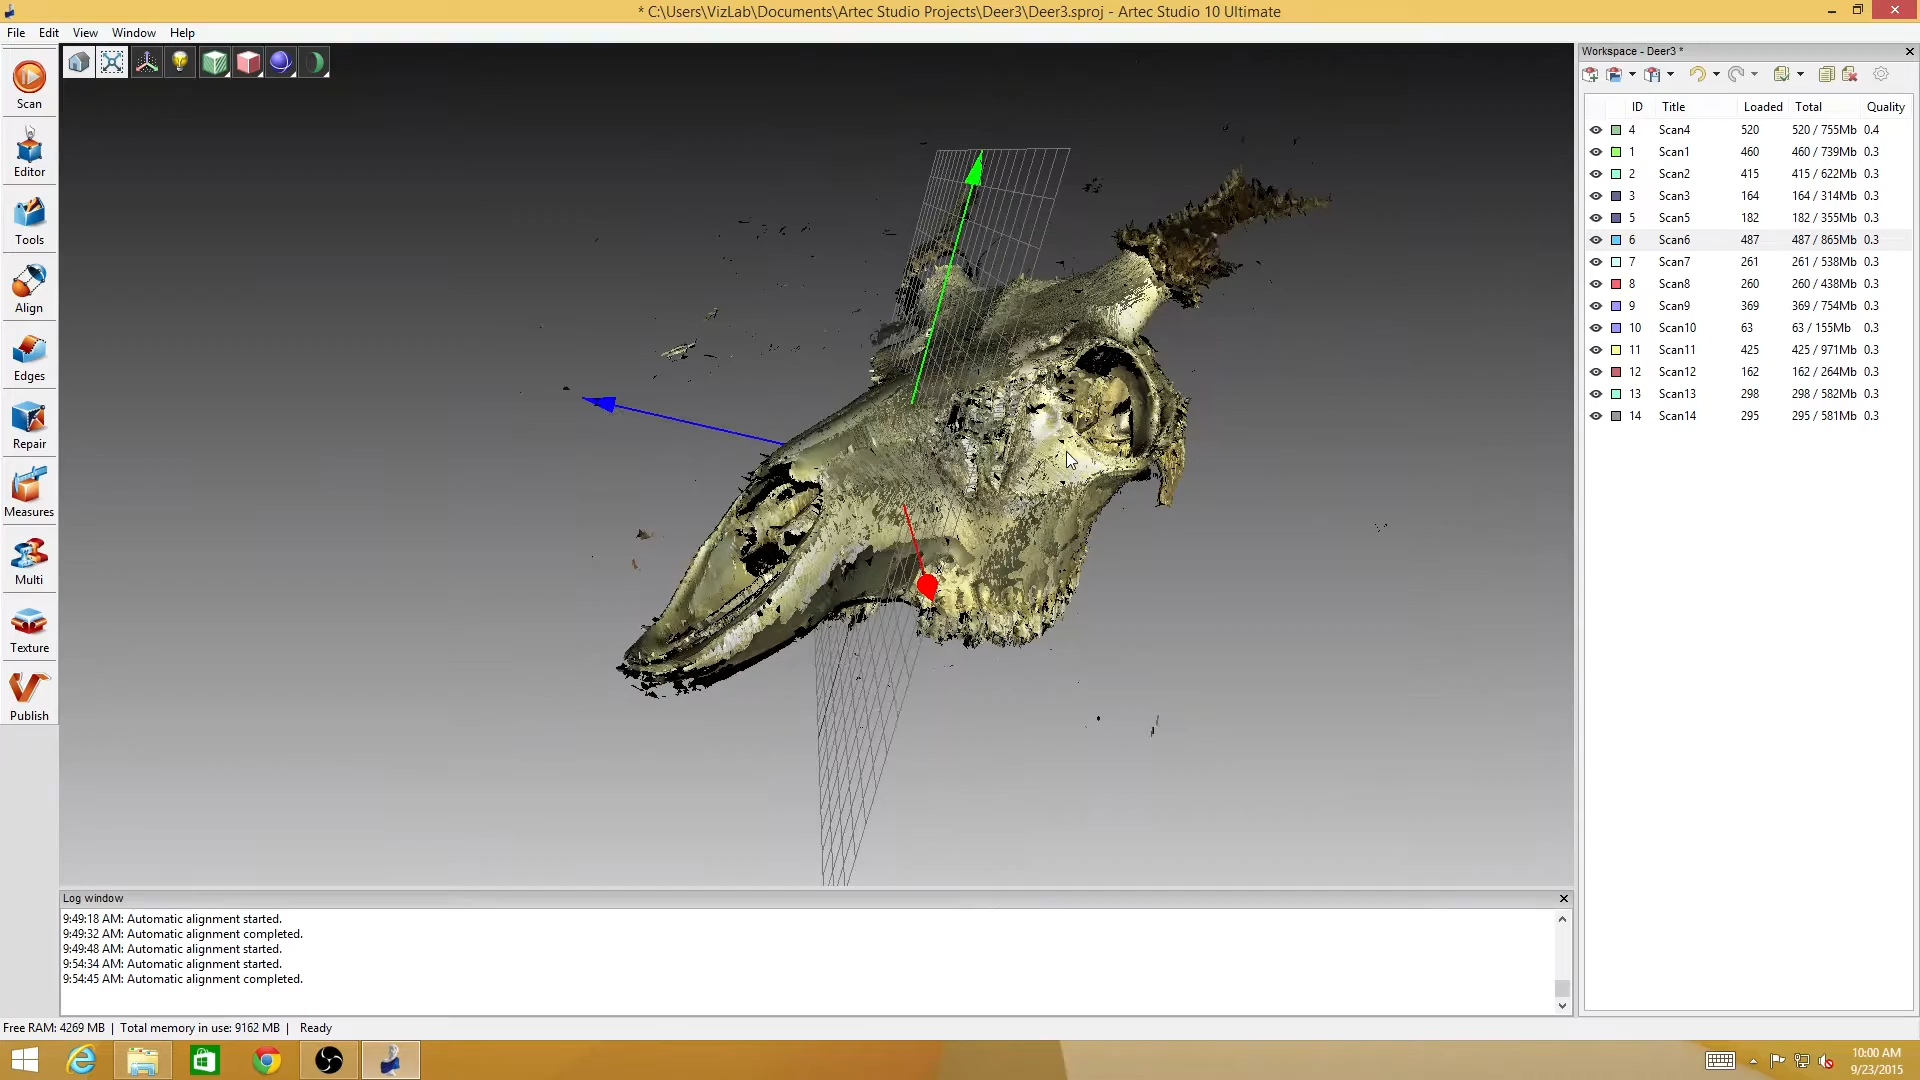 * C:\Users\VizLab\Documents\Artec Studio Projects\Deer3\Deer3.sproj - Artec Studio 10 Ultimate
File Edit View Window Help
Scan
Editor
Tools
Align
Edges
Repair
Measures
Multi
Texture
Publish
Workspace - Deer3 *
ID Title Loaded Total Quality
4 Scan4 520 520 / 755Mb 0.4
1 Scan1 460 460 / 739Mb 0.3
2 Scan2 415 415 / 622Mb 0.3
3 Scan3 164 164 / 314Mb 0.3
5 Scan5 182 182 / 355Mb 0.3
6 Scan6 487 487 / 865Mb 0.3
7 Scan7 261 261 / 538Mb 0.3
8 Scan8 260 260 / 438Mb 0.3
9 Scan9 369 369 / 754Mb 0.3
10 Scan10 63 63 / 155Mb 0.3
11 Scan11 425 425 / 971Mb 0.3
12 Scan12 162 162 / 264Mb 0.3
13 Scan13 298 298 / 582Mb 0.3
14 Scan14 295 295 / 581Mb 0.3
Log window
9:49:18 AM: Automatic alignment started.
9:49:32 AM: Automatic alignment completed.
9:49:48 AM: Automatic alignment started.
9:54:34 AM: Automatic alignment started.
9:54:45 AM: Automatic alignment completed.
Free RAM: 4269 MB | Total memory in use: 9162 MB | Ready
10:00 AM
9/23/2015